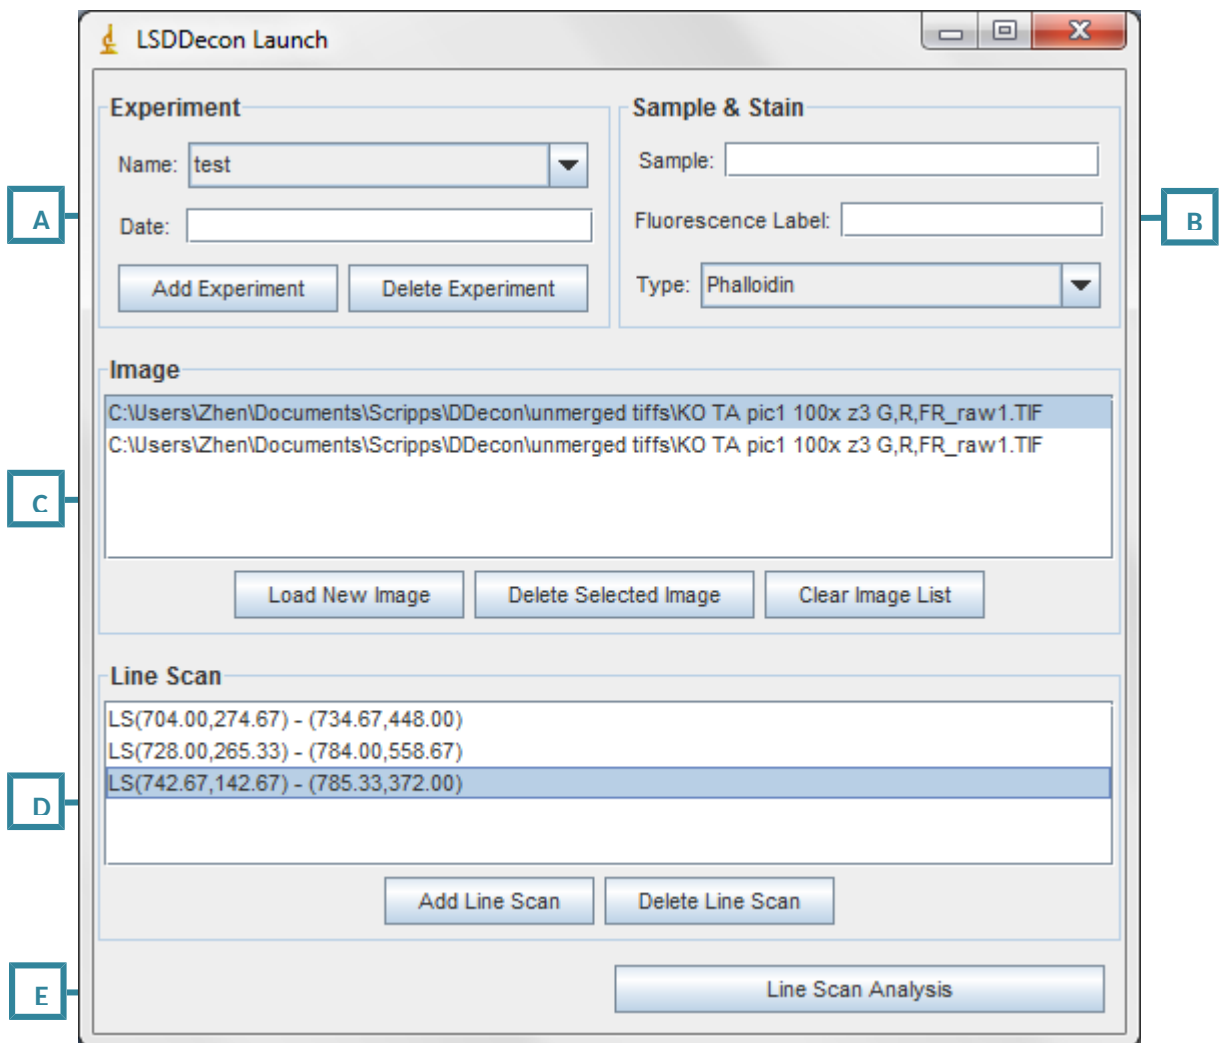 LSDDecon Launch
Experiment
Name: test
A
Date:
Add Experiment Delete Experiment
Sample & Stain
Sample:
Fluorescence Label:
B
Type: Phalloidin
Image
C:\Users\Zhen\Documents\Scripps\DDecon\unmerged tiffs\KO TA pic1 100x z3 G,R,FR_raw1.TIF
C:\Users\Zhen\Documents\Scripps\DDecon\unmerged tiffs\KO TA pic1 100x z3 G,R,FR_raw1.TIF
C
Load New Image Delete Selected Image Clear Image List
Line Scan
LS(704.00,274.67) - (734.67,448.00)
LS(728.00,265.33) - (784.00,558.67)
LS(742.67,142.67) - (785.33,372.00)
D
Add Line Scan Delete Line Scan
E
Line Scan Analysis